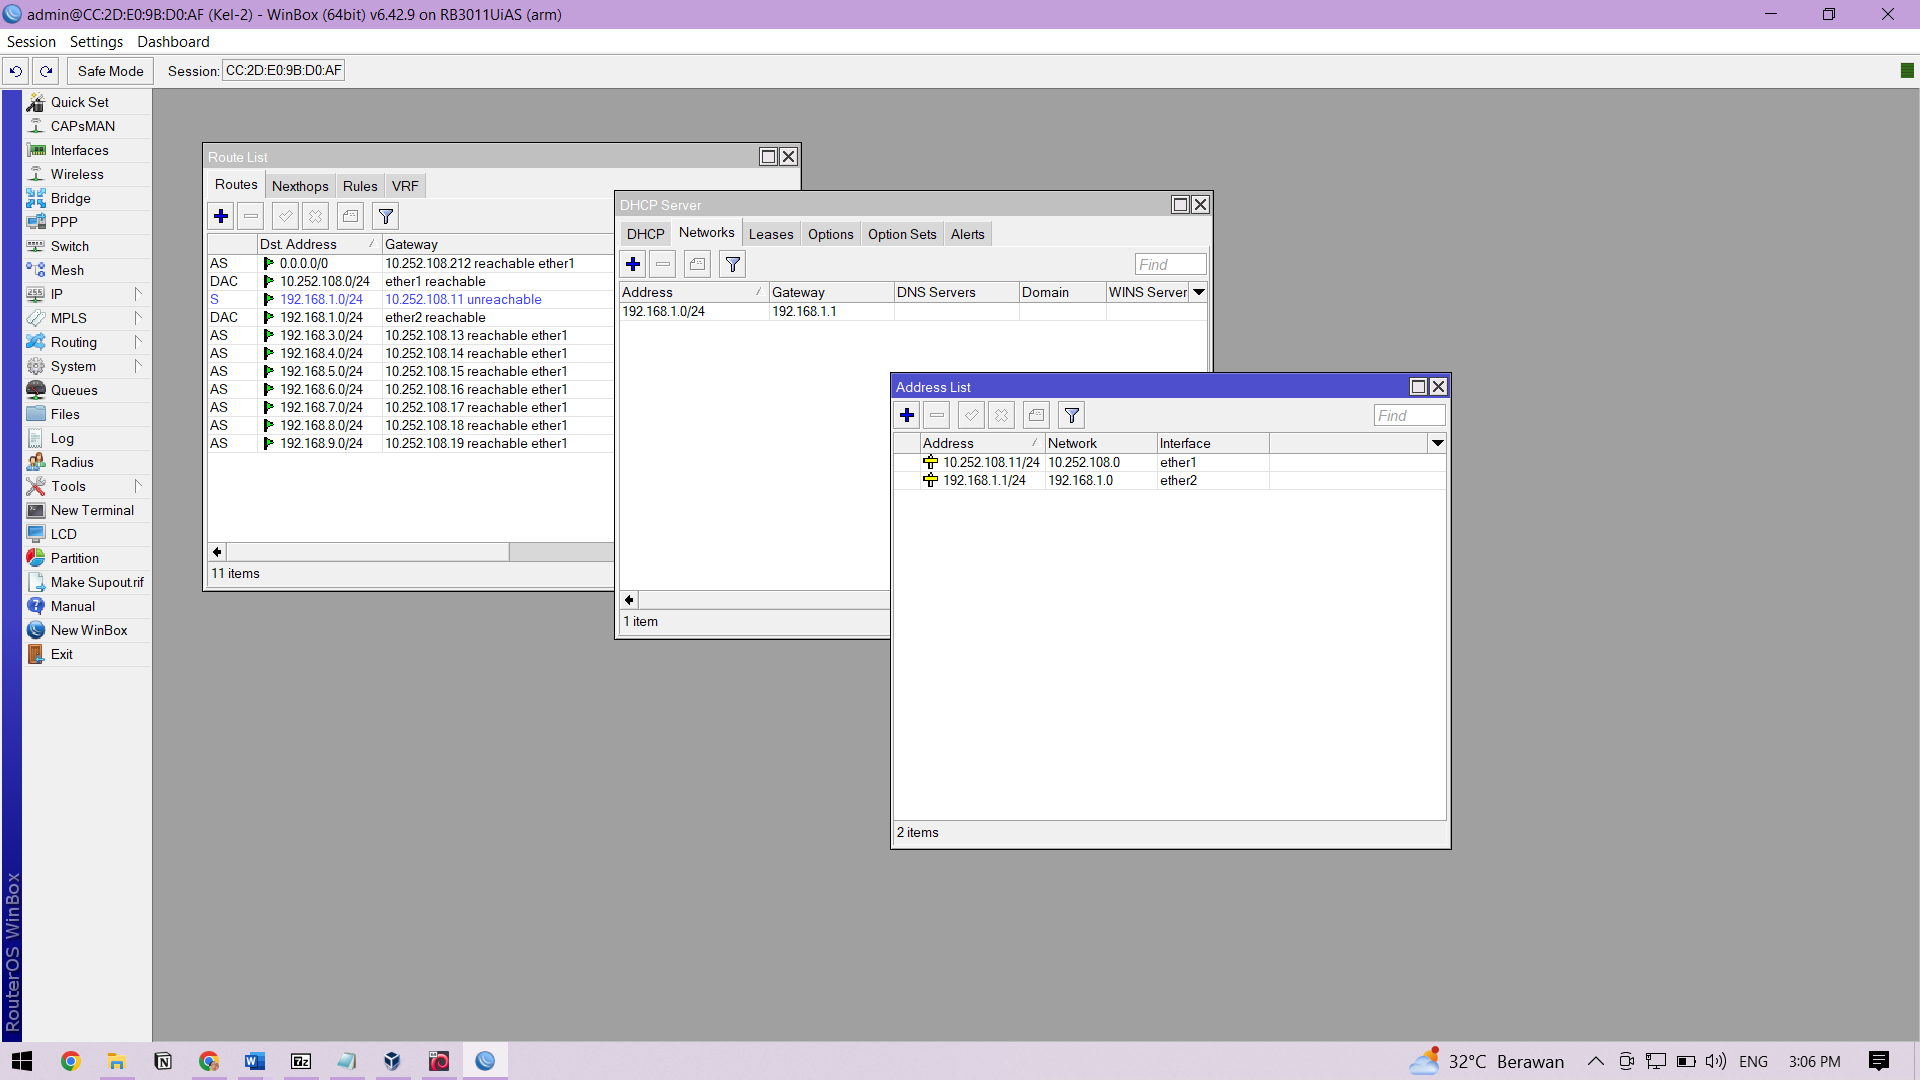 admin@CC:2D:E0:9B:D0:AF (Kel-2) - WinBox (64bit) v6.42.9 on RB3011UiAS (arm)
Session Settings Dashboard
Safe Mode Session: CC:2D:E0:9B:D0:AF
Quick Set
CAPsMAN
Interfaces
Wireless
Bridge
PPP
Switch
Mesh
IP
MPLS
Routing
System
Queues
Files
Log
Radius
Tools
New Terminal
LCD
Partition
Make Supout.rif
Manual
New WinBox
Exit
RouterOS WinBox
Route List
Routes Nexthops Rules VRF
Dst. Address Gateway
AS 0.0.0.0/0 10.252.108.212 reachable ether1
DAC 10.252.108.0/24 ether1 reachable
S 192.168.1.0/24 10.252.108.11 unreachable
DAC 192.168.1.0/24 ether2 reachable
AS 192.168.3.0/24 10.252.108.13 reachable ether1
AS 192.168.4.0/24 10.252.108.14 reachable ether1
AS 192.168.5.0/24 10.252.108.15 reachable ether1
AS 192.168.6.0/24 10.252.108.16 reachable ether1
AS 192.168.7.0/24 10.252.108.17 reachable ether1
AS 192.168.8.0/24 10.252.108.18 reachable ether1
AS 192.168.9.0/24 10.252.108.19 reachable ether1
11 items
DHCP Server
DHCP Networks Leases Options Option Sets Alerts
Find
Address Gateway DNS Servers Domain WINS Server
192.168.1.0/24 192.168.1.1
1 item
Address List
Find
Address Network Interface
10.252.108.11/24 10.252.108.0 ether1
192.168.1.1/24 192.168.1.0 ether2
2 items
32°C Berawan ENG 3:06 PM